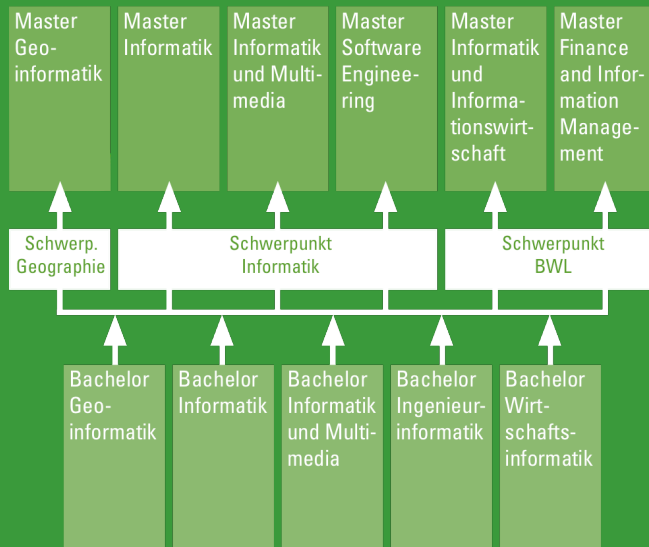 Master
Geo-
informatik
Master
Informatik
Master
Informatik
und Multi-
media
Master
Software
Enginee-
ring
Master
Informatik
und
Informa-
tionswirt-
schaft
Master
Finance
and Infor-
mation
Manage-
ment
Schwerp.
Geographie
Schwerpunkt
Informatik
Schwerpunkt
BWL
Bachelor
Geo-
informatik
Bachelor
Informatik
Bachelor
Informatik
und Multi-
media
Bachelor
Ingenieur-
informatik
Bachelor
Wirt-
schafts-
informatik